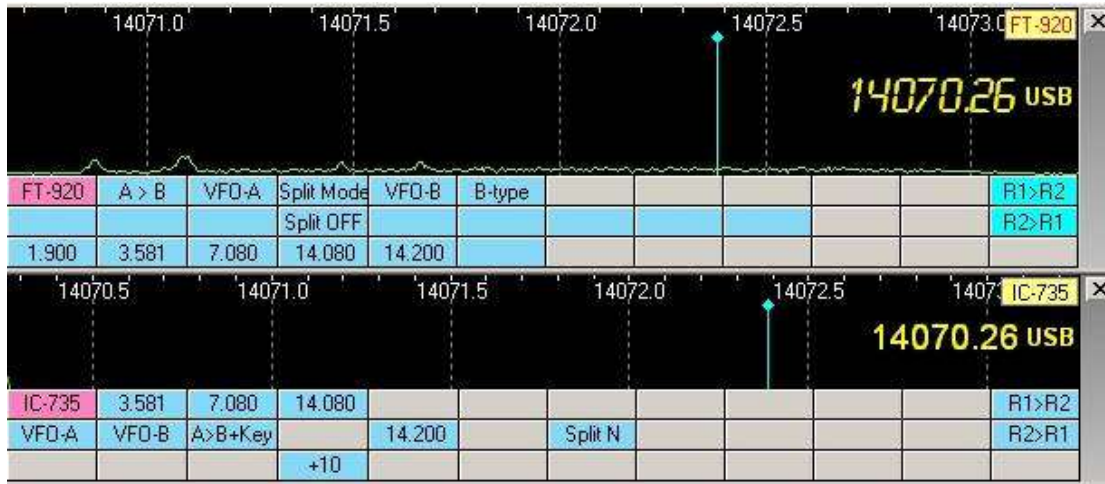 14071.0 14071.5 14072.0 14072.5 14073.0 FT-920
14070.26 USB
FT-920 A > B VFO-A Split Mode VFO-B B-type R1>R2
Split OFF R2>R1
1.900 3.581 7.080 14.080 14.200
14070.5 14071.0 14071.5 14072.0 14072.5 IC-735
14070.26 USB
IC-735 3.581 7.080 14.080 R1>R2
VFO-A VFO-B A>B+Key 14.200 Split N R2>R1
+10